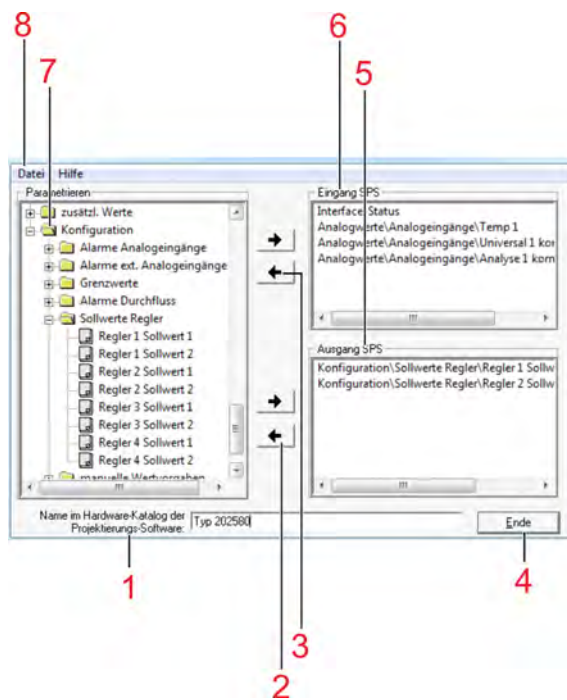 8
6
7
5
Datei Hilfe
Parametrieren
zusätzl. Werte
Konfiguration
Alarme Analogeingänge
Alarme ext. Analogeingänge
Grenzwerte
Alarme Durchfluss
Sollwerte Regler
Regler 1 Sollwert 1
Regler 1 Sollwert 2
Regler 2 Sollwert 1
Regler 2 Sollwert 2
Regler 3 Sollwert 1
Regler 3 Sollwert 2
Regler 4 Sollwert 1
Regler 4 Sollwert 2
manuelle Wertvorgaben
Eingang SPS
Interface Status
Analogwerte\Analogeingänge\Temp 1
Analogwerte\Analogeingänge\Universal 1 kor
Analogwerte\Analogeingänge\Analyse 1 kom
Ausgang SPS
Konfiguration\Sollwerte Regler\Regler 1 Sollw
Konfiguration\Sollwerte Regler\Regler 2 Sollw
Name im Hardware-Katalog der
Projektierungs-Software: Typ 202580
Ende
1
4
3
2